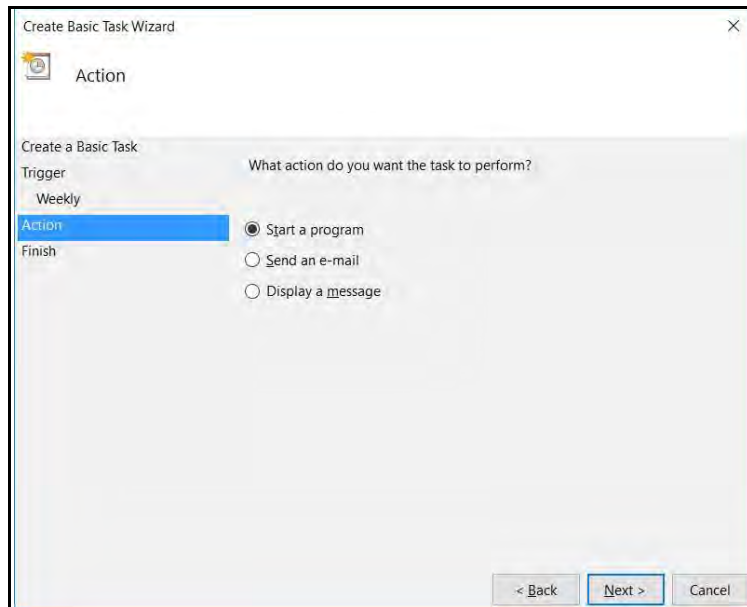 Create Basic Task Wizard
Action
Create a Basic Task
Trigger
Weekly
Action
Finish
What action do you want the task to perform?
Start a program
Send an e-mail
Display a message
< Back
Next >
Cancel